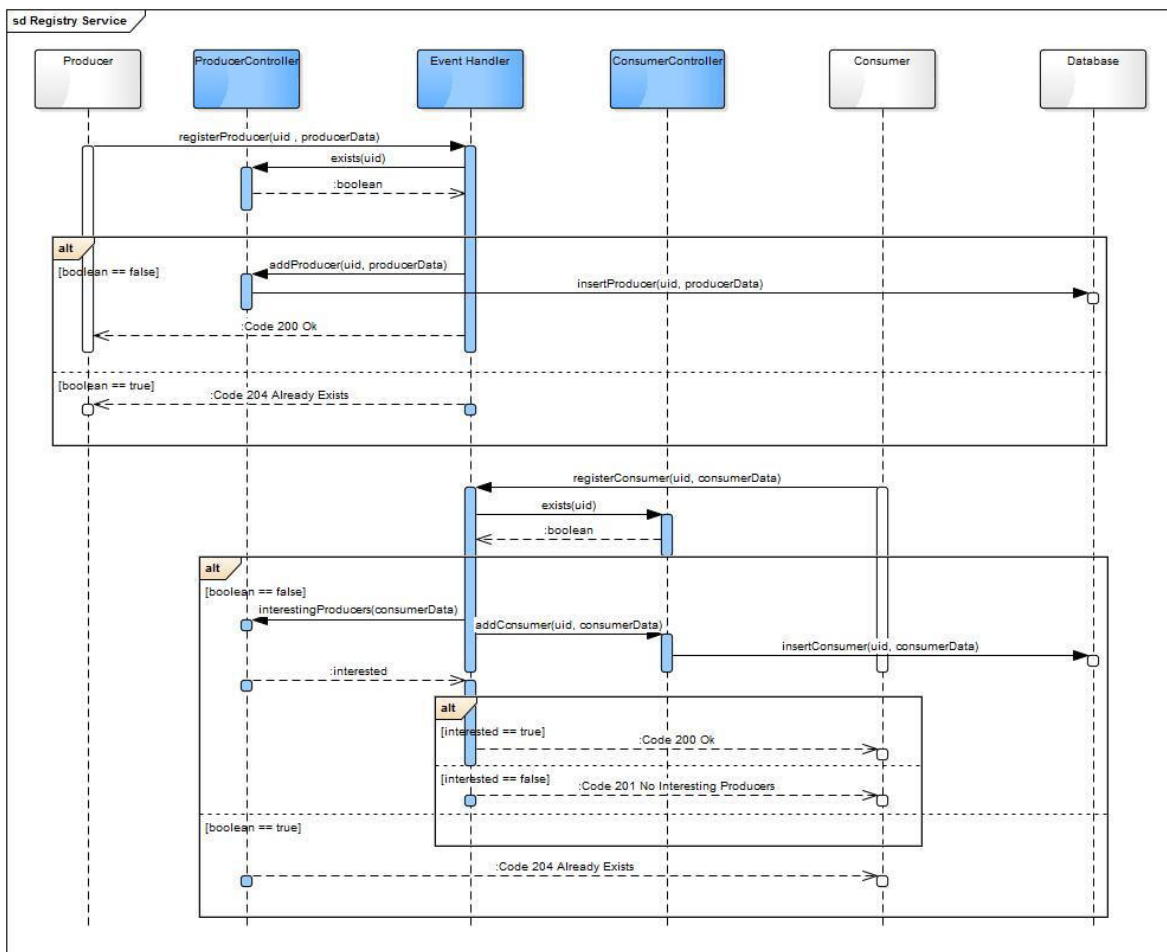 sd Registry Service
Producer
ProducerController
Event Handler
ConsumerController
Consumer
Database
registerProducer(uid , producerData)
exists(uid)
:boolean
alt
[boolean == false]
addProducer(uid, producerData)
insertProducer(uid, producerData)
:Code 200 Ok
[boolean == true]
:Code 204 Already Exists
registerConsumer(uid, consumerData)
exists(uid)
:boolean
alt
[boolean == false]
interestingProducers(consumerData)
addConsumer(uid, consumerData)
insertConsumer(uid, consumerData)
:interested
alt
[interested == true]
:Code 200 Ok
[interested == false]
:Code 201 No Interesting Producers
[boolean == true]
:Code 204 Already Exists